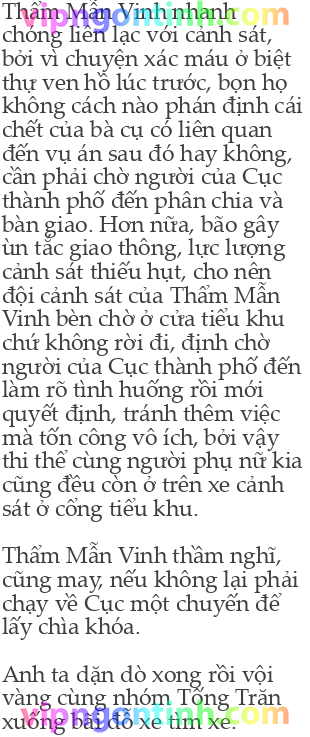 Thẩm Mẫn Vinh nhanh
vipngontinh.com
chóng liên lạc với cảnh sát,
bởi vì chuyện xác máu ở biệt
thự ven hồ lúc trước, bọn họ
không cách nào phán định cái
chết của bà cụ có liên quan
đến vụ án sau đó hay không,
cần phải chờ người của Cục
thành phố đến phân chia và
bàn giao. Hơn nữa, bão gây
ùn tắc giao thông, lực lượng
cảnh sát thiếu hụt, cho nên
đội cảnh sát của Thẩm Mẫn
Vinh bèn chờ ở cửa tiểu khu
chứ không rời đi, định chờ
người của Cục thành phố đến
làm rõ tình huống rồi mới
quyết định, tránh thêm việc
mà tốn công vô ích, bởi vậy
thi thể cùng người phụ nữ kia
cũng đều còn ở trên xe cảnh
sát ở cổng tiểu khu.
Thẩm Mẫn Vinh thầm nghĩ,
cũng may, nếu không lại phải
chạy về Cục một chuyến để
lấy chìa khóa.
Anh ta dặn dò xong rồi vội
vàng cùng nhóm Tống Trăn
xuống bãi đỗ xe tìm xe.
vipngontinh.com